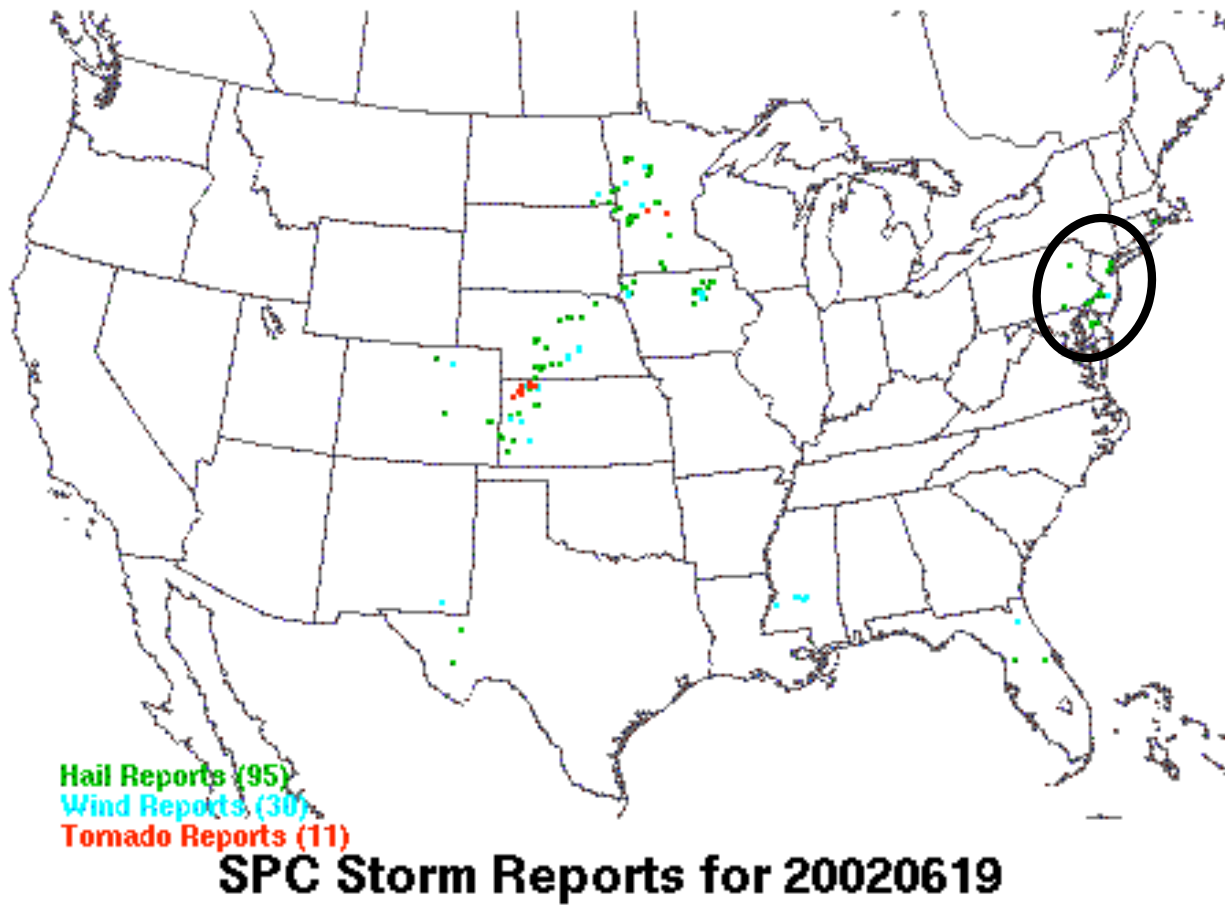 Hail Reports (95)
Wind Reports (30)
Tornado Reports (11)
SPC Storm Reports for 20020619